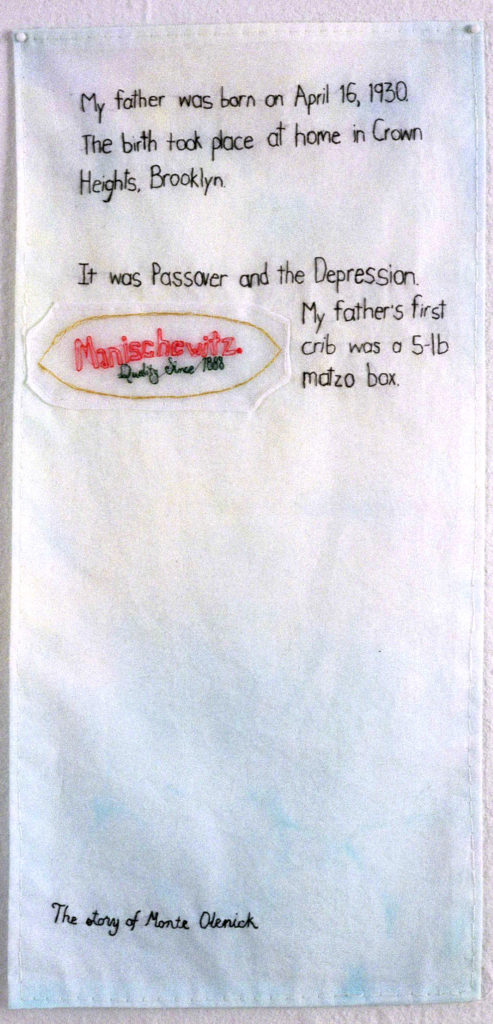 My father was born on April 16, 1930.
The birth took place at home in Crown
Heights, Brooklyn.
It was Passover and the Depression.
My father's first
crib was a 5-lb
matzo box.
Manischewitz.
Quality Since 1888
The story of Monte Olenick